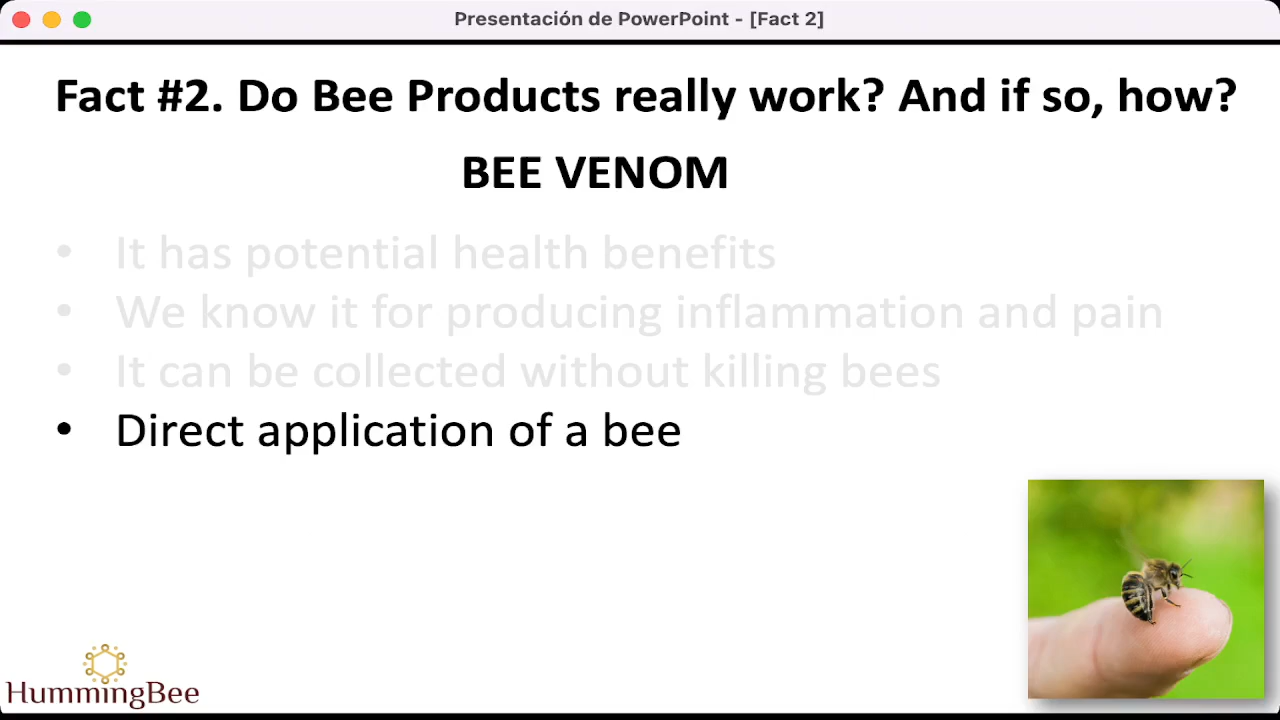 Presentación de PowerPoint - [Fact 2]
Fact #2. Do Bee Products really work? And if so, how?
BEE VENOM
• It has potential health benefits
• We know it for producing inflammation and pain
• It can be collected without killing bees
• Direct application of a bee
HummingBee